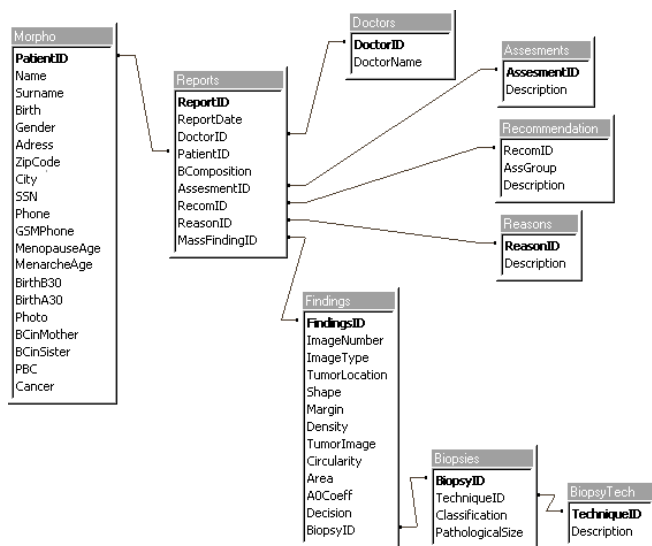 Morpho
PatientID
Name
Surname
Birth
Gender
Adress
ZipCode
City
SSN
Phone
GSMPhone
MenopauseAge
MenarcheAge
BirthB30
BirthA30
Photo
BCinMother
BCinSister
PBC
Cancer
Reports
ReportID
ReportDate
DoctorID
PatientID
BComposition
AssesmentID
RecomID
ReasonID
MassFindingID
Doctors
DoctorID
DoctorName
Assesments
AssesmentID
Description
Recommendation
RecomID
AssGroup
Description
Reasons
ReasonID
Description
Findings
FindingsID
ImageNumber
ImageType
TumorLocation
Shape
Margin
Density
TumorImage
Circularity
Area
A0Coeff
Decision
BiopsyID
Biopsies
BiopsyID
TechniqueID
Classification
PathologicalSize
BiopsyTech
TechniqueID
Description